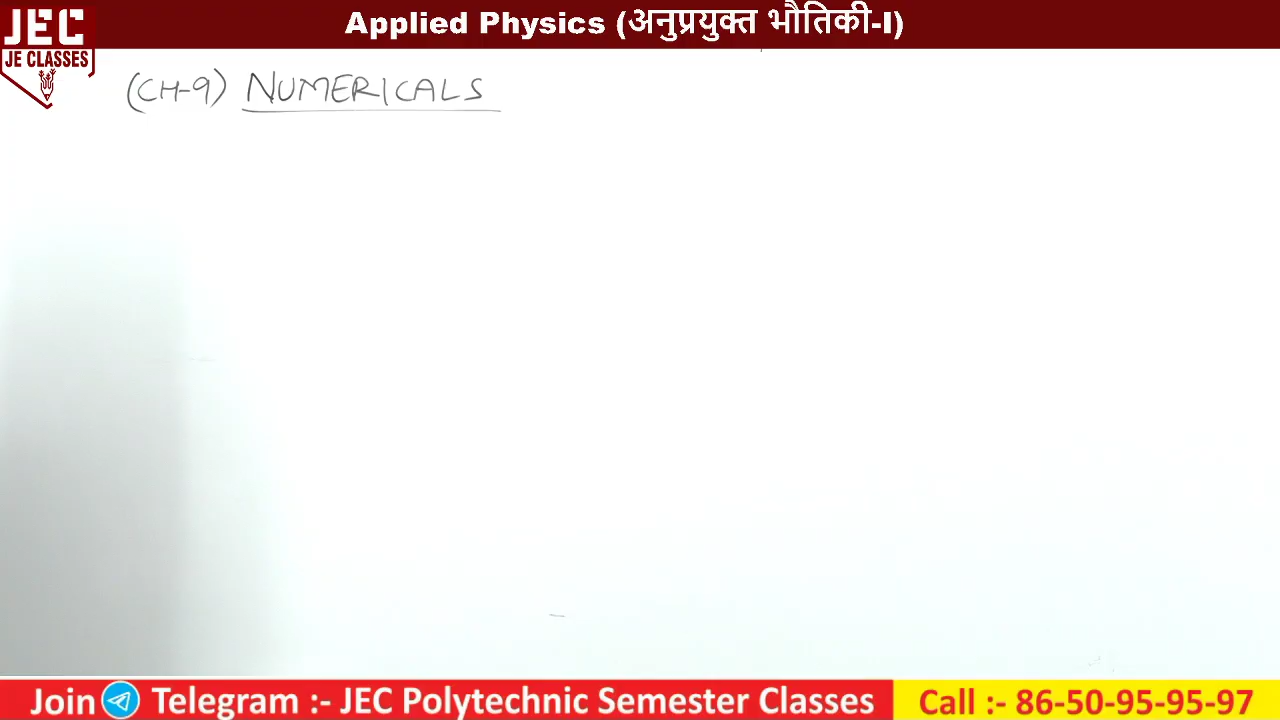 JEC
JE CLASSES
Applied Physics (अनुप्रयुक्त भौतिकी-I)
(CH-9) NUMERICALS
Join Telegram :- JEC Polytechnic Semester Classes
Call :- 86-50-95-95-97